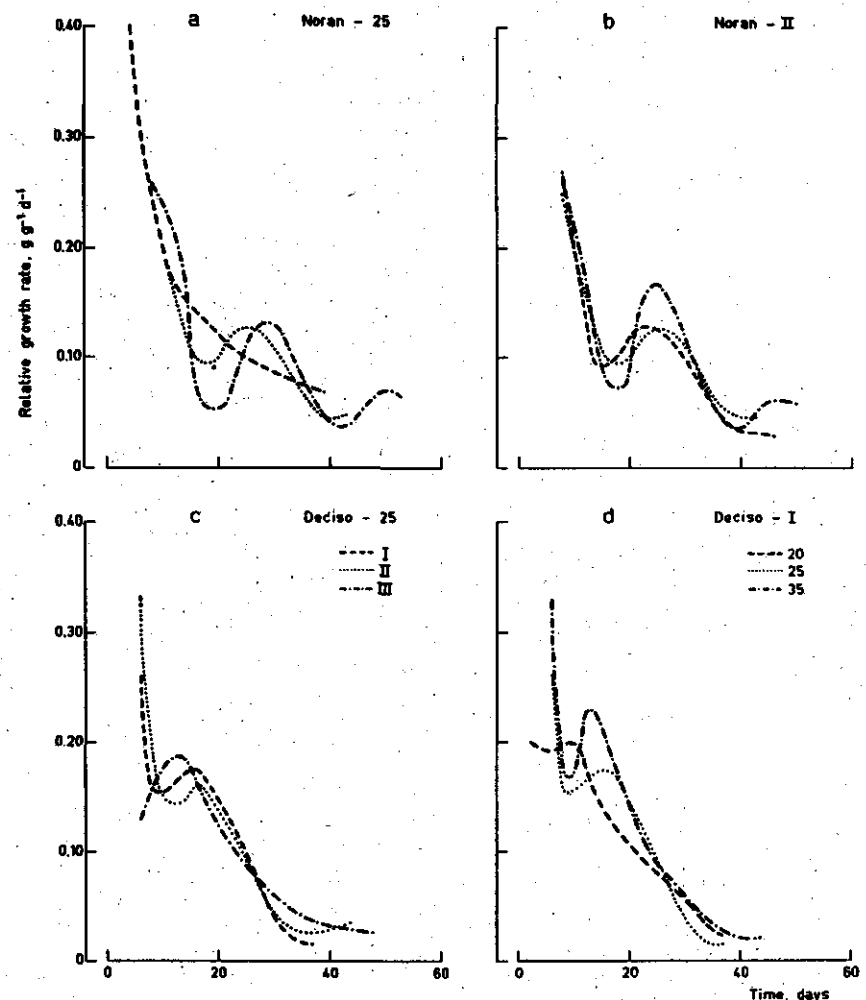 a Noran - 25
b Noran - II
0.40
0.30
0.20
0.10
0
Relative growth rate, g g⁻¹ d⁻¹
c Deciso - 25
I
II
III
d Deciso - I
20
25
35
0.40
0.30
0.20
0.10
0
0 20 40 60
0 20 40 60
Time, days